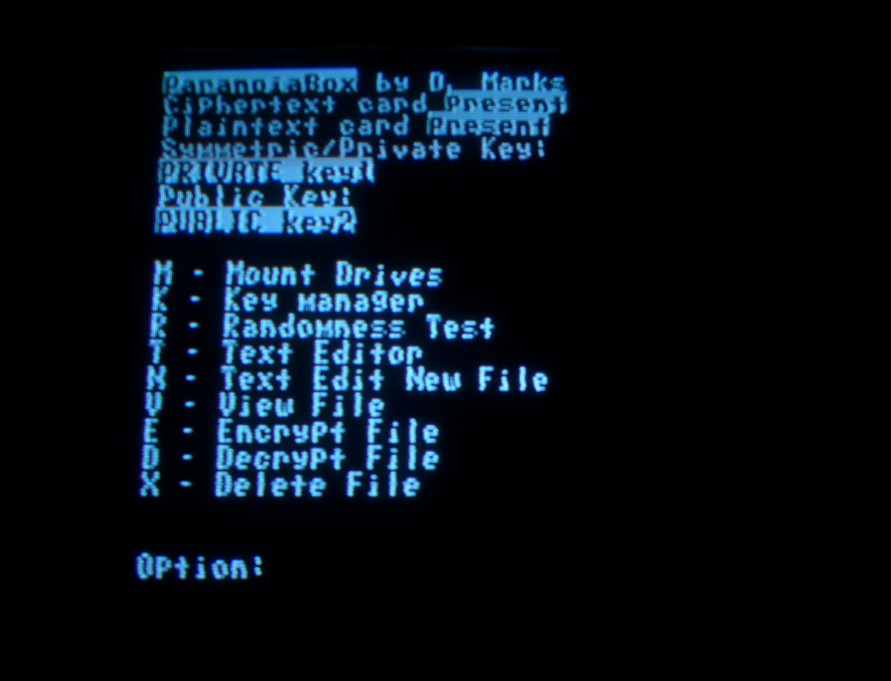 ParanoiaBox by D. Marks
Ciphertext card Present
Plaintext card Present
Symmetric/Private Key:
PRIVATE key1
Public Key:
PUBLIC key2
M - Mount Drives
K - Key manager
R - Randomness Test
T - Text Editor
N - Text Edit New File
V - View File
E - Encrypt File
D - Decrypt File
X - Delete File
Option: